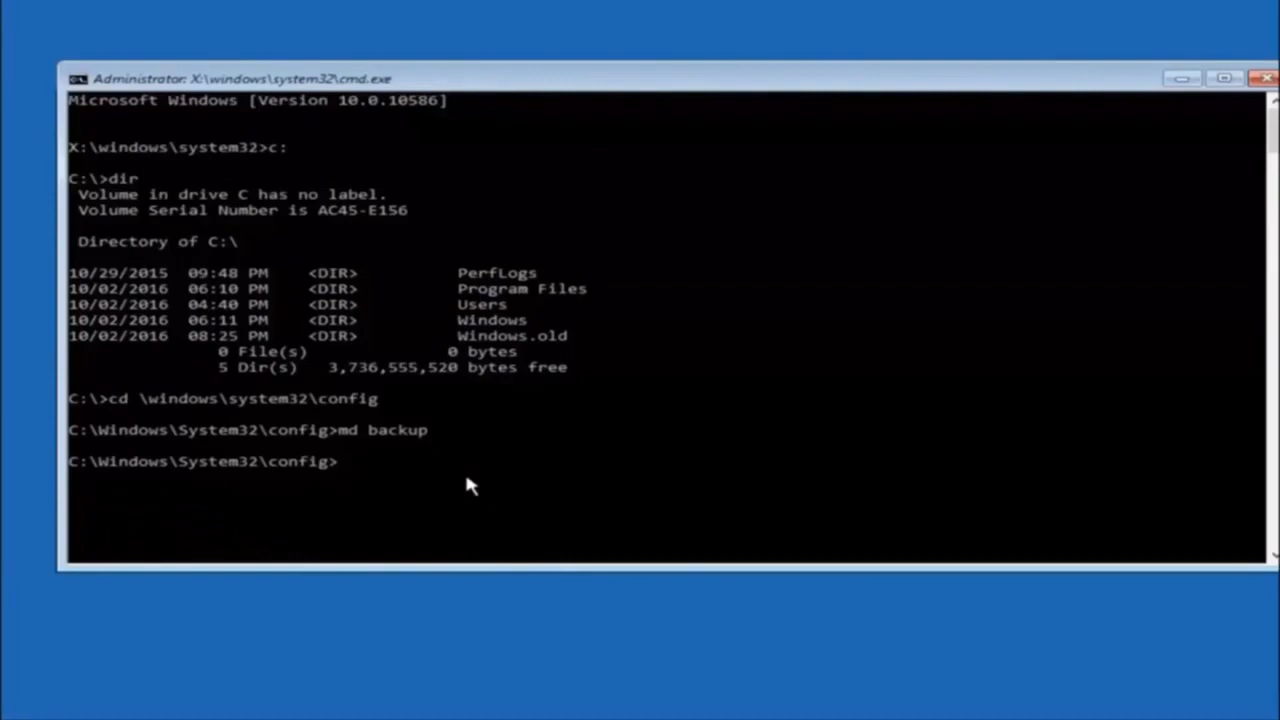 Administrator: X:\windows\system32\cmd.exe
Microsoft Windows [Version 10.0.10586]
X:\windows\system32>c:
C:\>dir
Volume in drive C has no label.
Volume Serial Number is AC45-E156
Directory of C:\
10/29/2015 09:48 PM <DIR> PerfLogs
10/02/2016 06:10 PM <DIR> Program Files
10/02/2016 04:40 PM <DIR> Users
10/02/2016 06:11 PM <DIR> Windows
10/02/2016 08:25 PM <DIR> Windows.old
0 File(s) 0 bytes
5 Dir(s) 3,736,555,520 bytes free
C:\>cd \windows\system32\config
C:\Windows\System32\config>md backup
C:\Windows\System32\config>